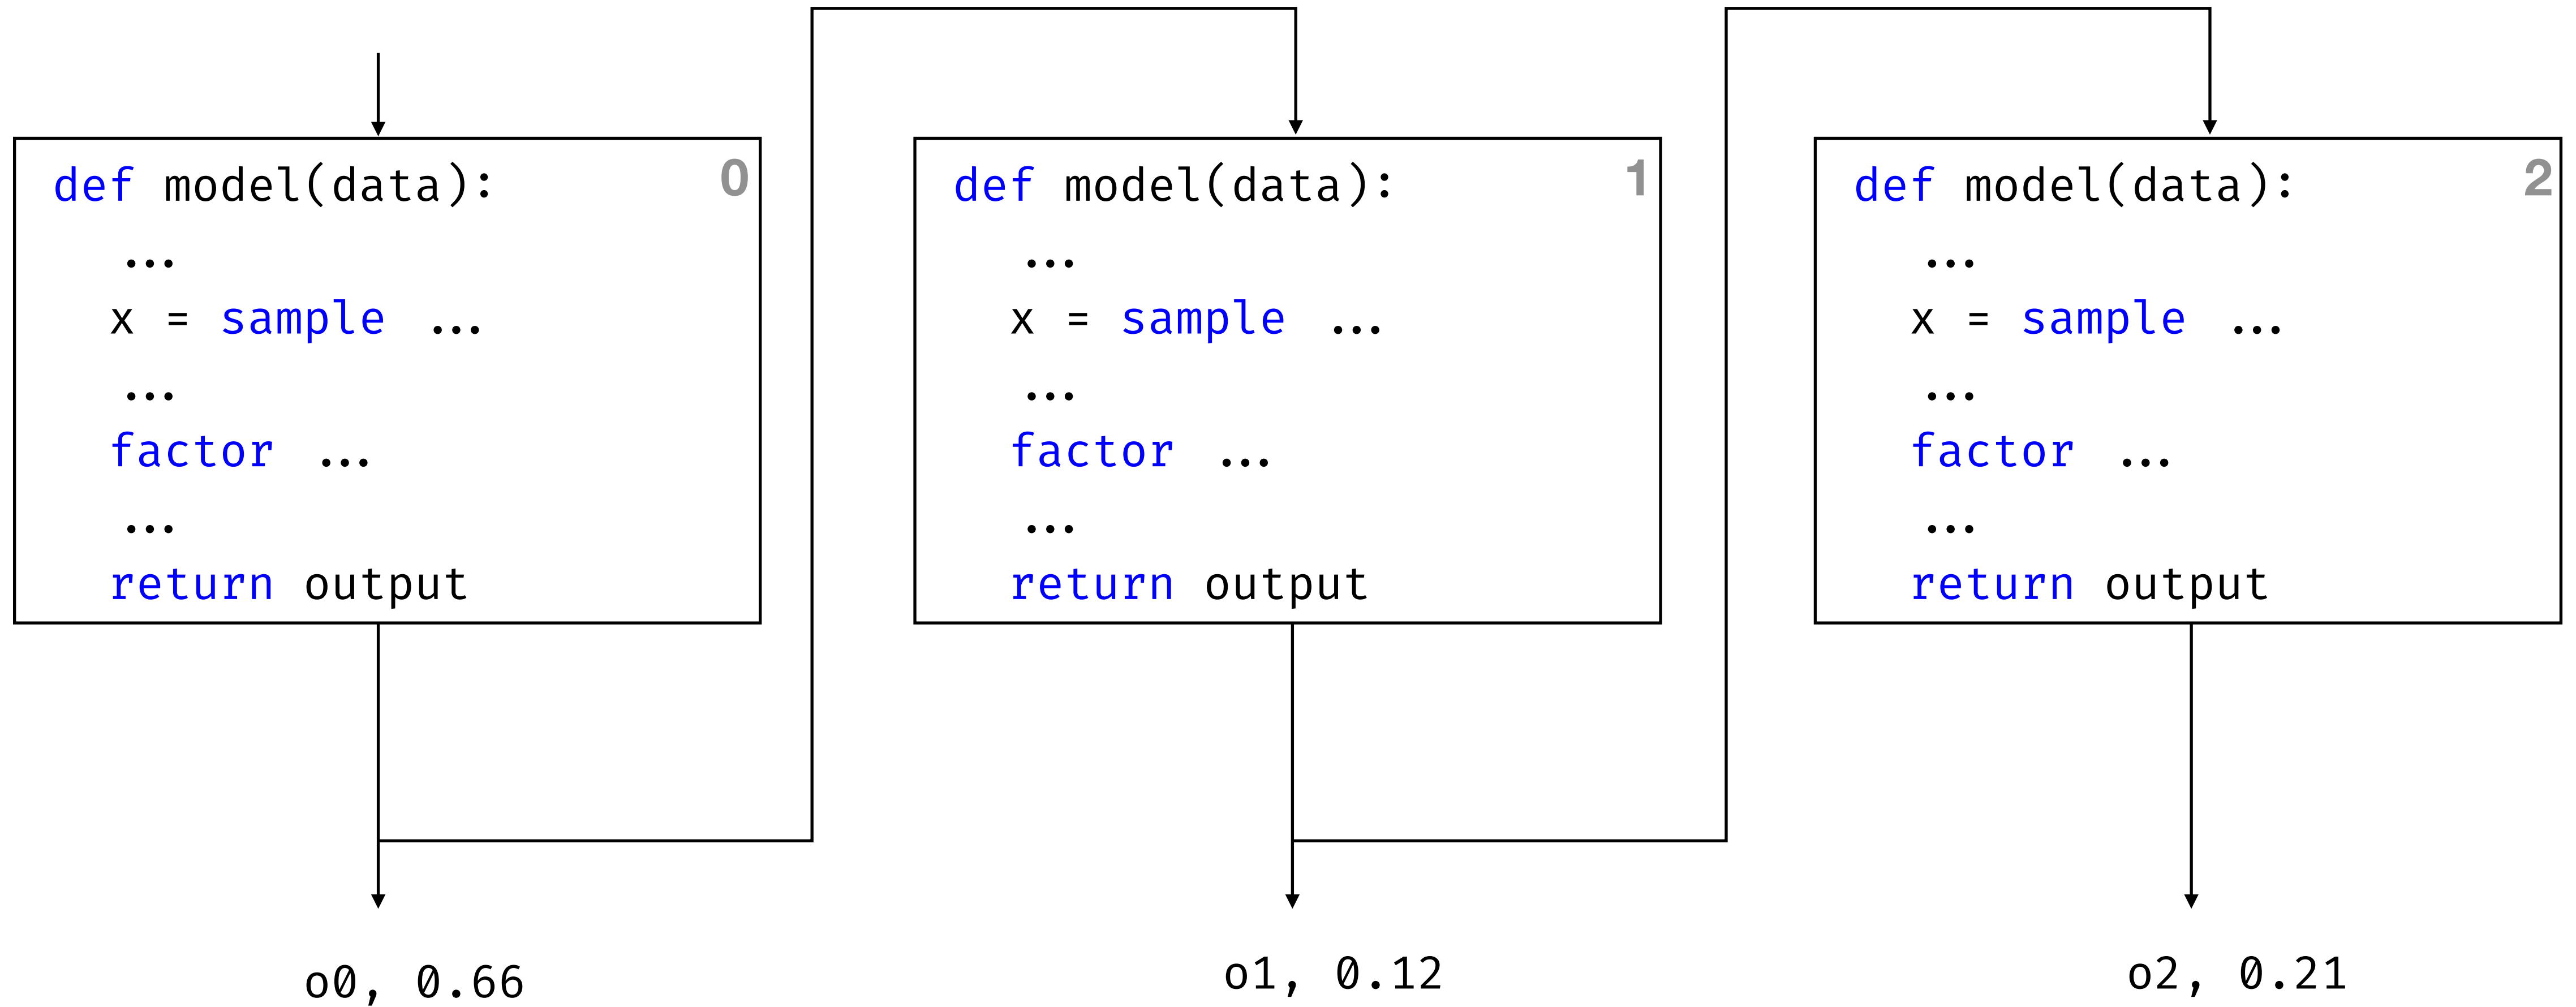 def model(data): 0
...
x = sample ...
...
factor ...
...
return output
def model(data): 1
...
x = sample ...
...
factor ...
...
return output
def model(data): 2
...
x = sample ...
...
factor ...
...
return output
o0, 0.66
o1, 0.12
o2, 0.21